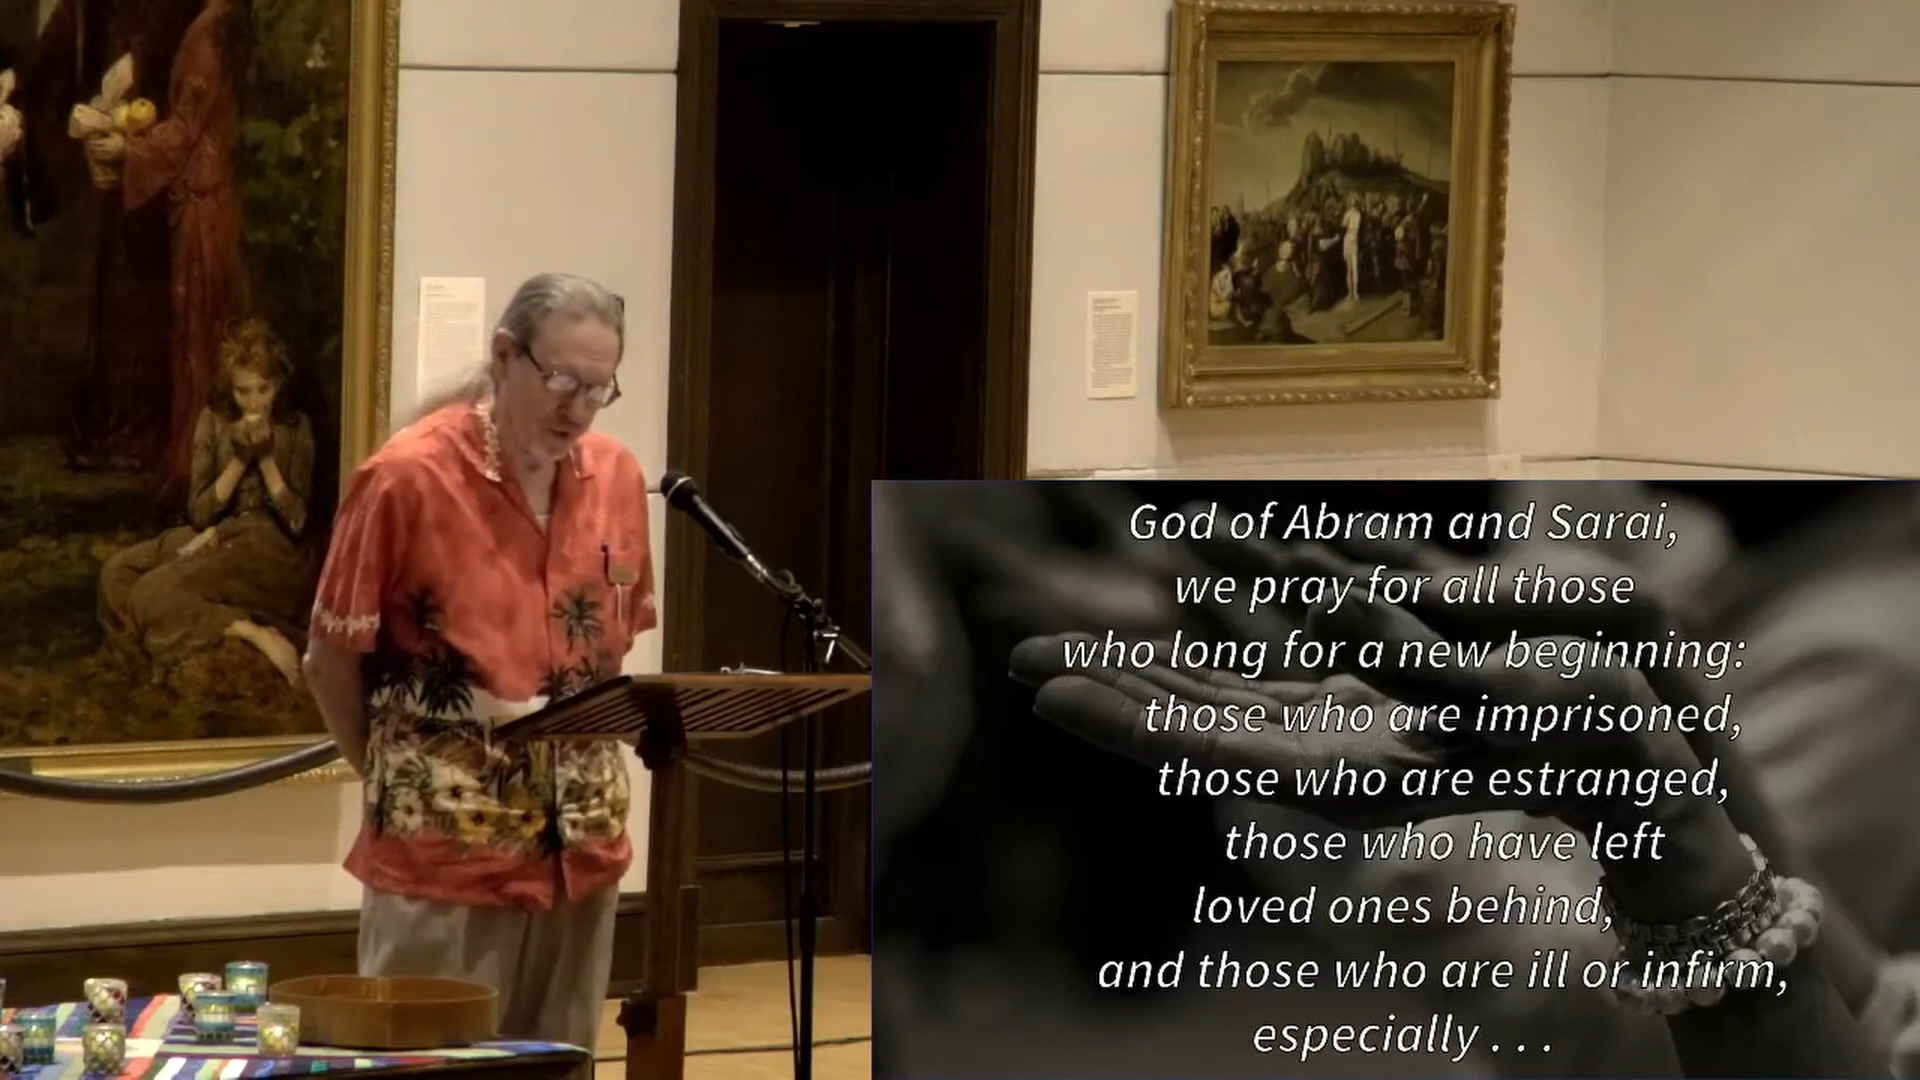 God of Abram and Sarai,
we pray for all those
who long for a new beginning:
those who are imprisoned,
those who are estranged,
those who have left
loved ones behind,
and those who are ill or infirm,
especially . . .